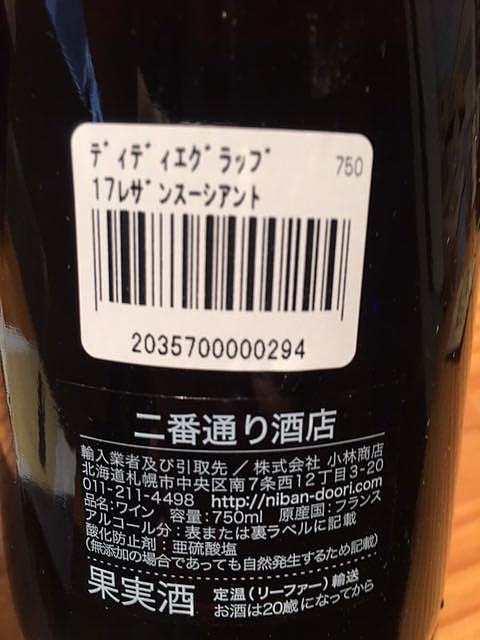 ﾃﾞｨﾃﾞｨｴｸﾞﾗｯﾌﾟ 750
17ﾚｻﾞﾝｽｰｼｱﾝﾄ
2035700000294
二番通り酒店
輸入業者及び引取先／株式会社 小林商店
北海道札幌市中央区南7条西12丁目3-20
011-211-4498 http://niban-doori.com
品名:ワイン 容量:750ml 原産国:フランス
アルコール分:表または裏ラベルに記載
酸化防止剤:亜硫酸塩
(無添加の場合であっても自然発生するため記載)
果実酒 定温(リーファー)輸送
お酒は20歳になってから